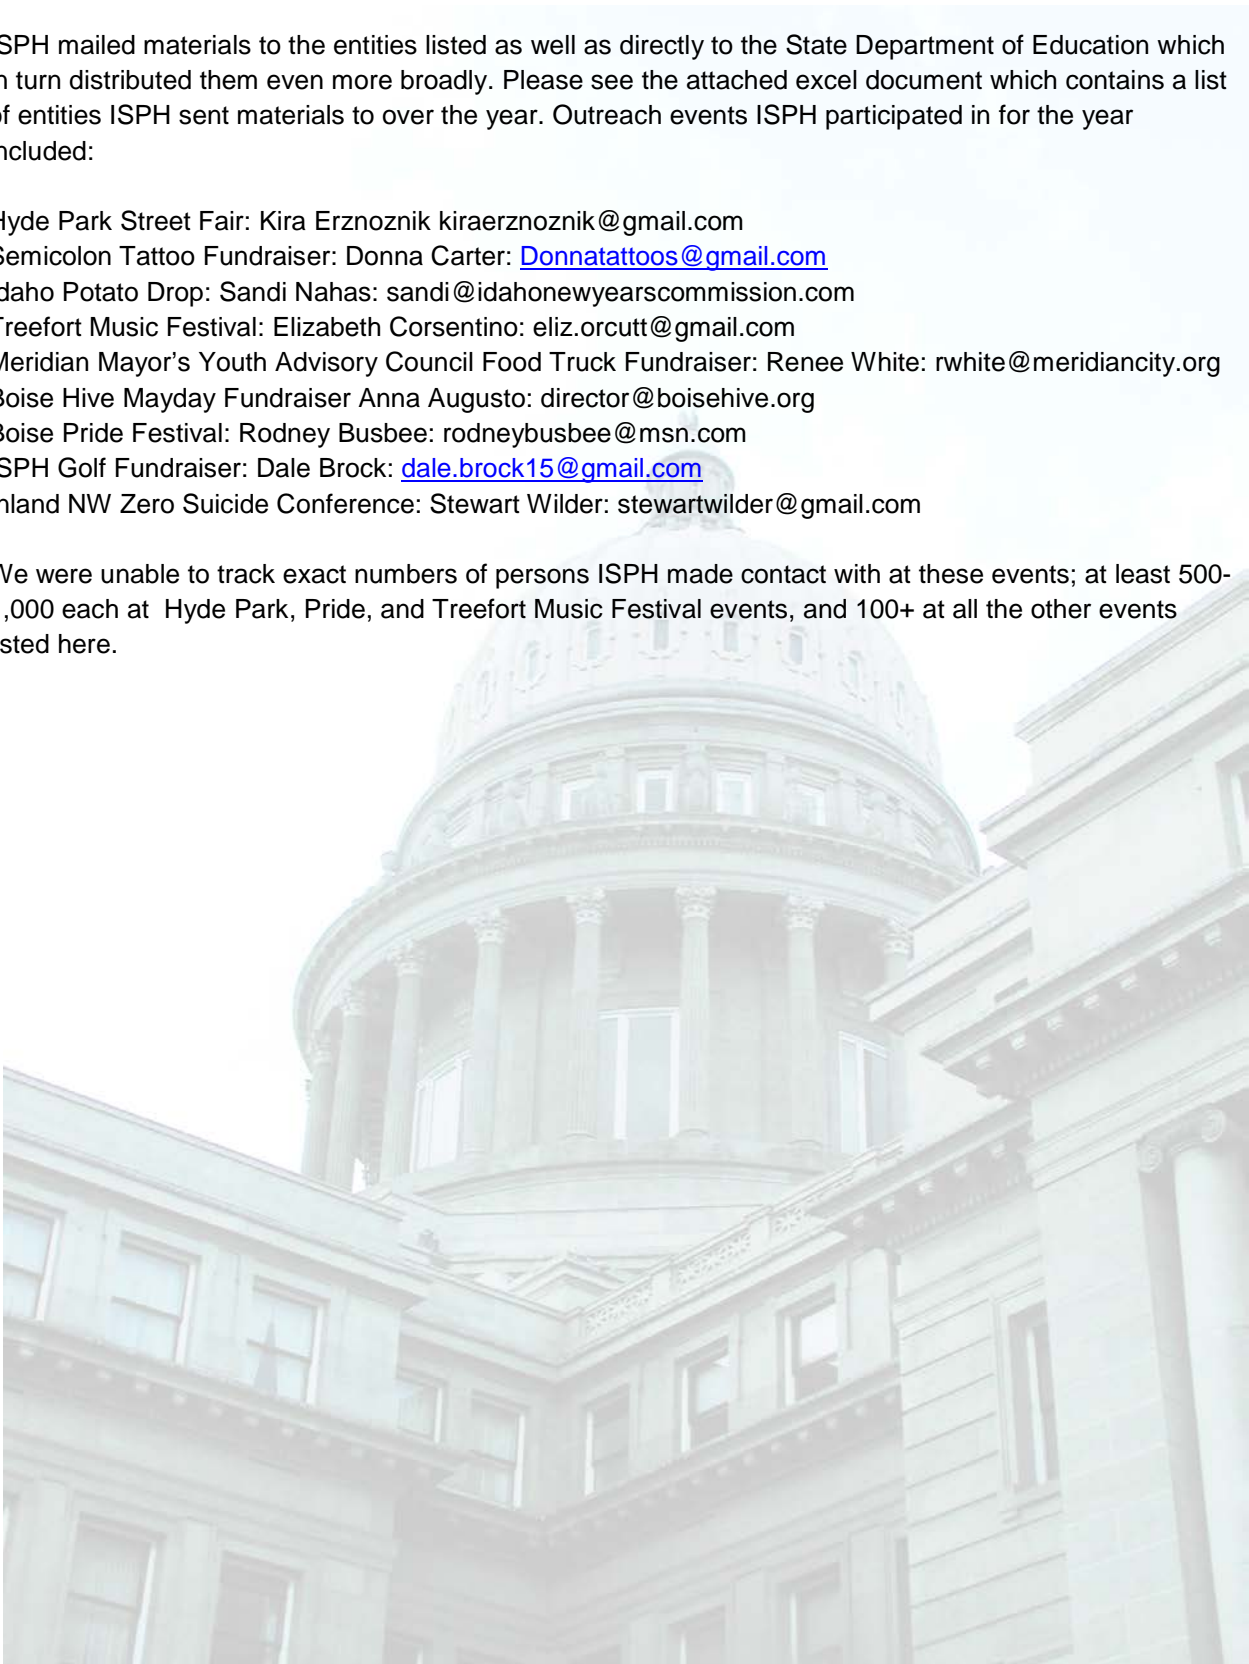 SPH mailed materials to the entities listed as well as directly to the State Department of Education which
n turn distributed them even more broadly. Please see the attached excel document which contains a list
of entities ISPH sent materials to over the year. Outreach events ISPH participated in for the year
ncluded:
Hyde Park Street Fair: Kira Erznoznik kiraerznoznik@gmail.com
Semicolon Tattoo Fundraiser: Donna Carter: Donnatattoos@gmail.com
daho Potato Drop: Sandi Nahas: sandi@idahonewyearscommission.com
Treefort Music Festival: Elizabeth Corsentino: eliz.orcutt@gmail.com
Meridian Mayor's Youth Advisory Council Food Truck Fundraiser: Renee White: rwhite@meridiancity.org
Boise Hive Mayday Fundraiser Anna Augusto: director@boisehive.org
Boise Pride Festival: Rodney Busbee: rodneybusbee@msn.com
SPH Golf Fundraiser: Dale Brock: dale.brock15@gmail.com
nland NW Zero Suicide Conference: Stewart Wilder: stewartwilder@gmail.com
We were unable to track exact numbers of persons ISPH made contact with at these events; at least 500-
,000 each at Hyde Park, Pride, and Treefort Music Festival events, and 100+ at all the other events
sted here.